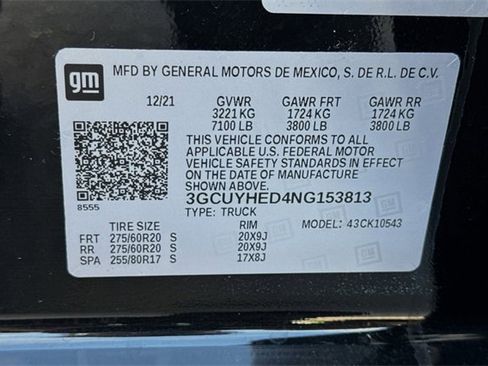 gm MFD BY GENERAL MOTORS DE MEXICO, S. DE R.L. DE C.V.
12/21 GVWR GAWR FRT GAWR RR
3221 KG 1724 KG 1724 KG
7100 LB 3800 LB 3800 LB
THIS VEHICLE CONFORMS TO ALL
APPLICABLE U.S. FEDERAL MOTOR
VEHICLE SAFETY STANDARDS IN EFFECT
ON THE DATE OF MANUFACTURE
SHOWN ABOVE.
3GCUYHED4NG153813
8555 TYPE: TRUCK
TIRE SIZE RIM MODEL: 43CK10543
FRT 275/60R20 S 20X9J
RR 275/60R20 S 20X9J
SPA 255/80R17 S 17X8J